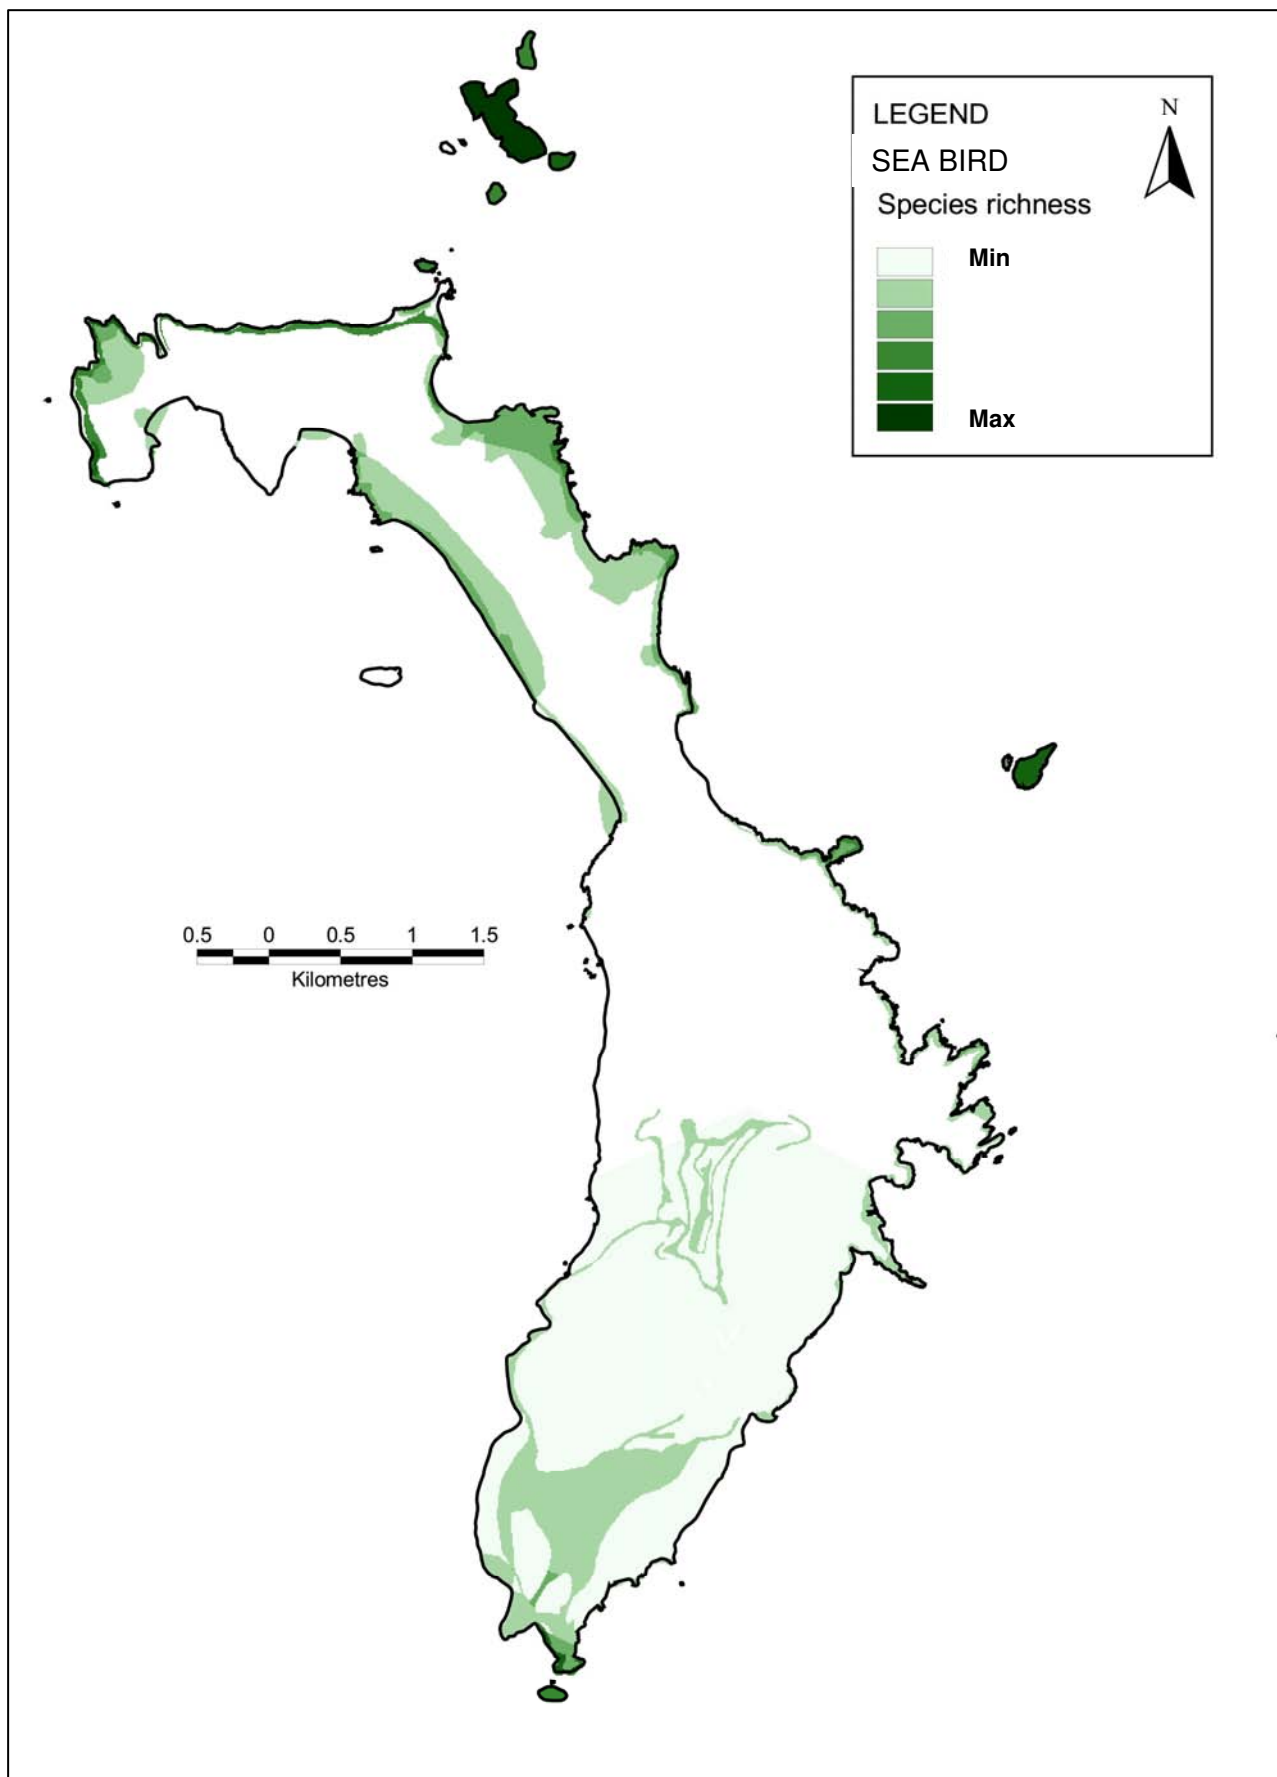 LEGEND
N
SEA BIRD
Species richness
Min
Max
0.5 0 0.5 1 1.5
Kilometres